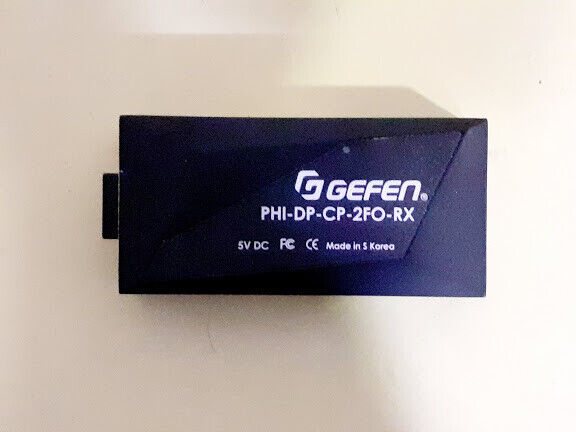 GEFEN®
PHI-DP-CP-2FO-RX
5V DC FC CE Made in S Korea